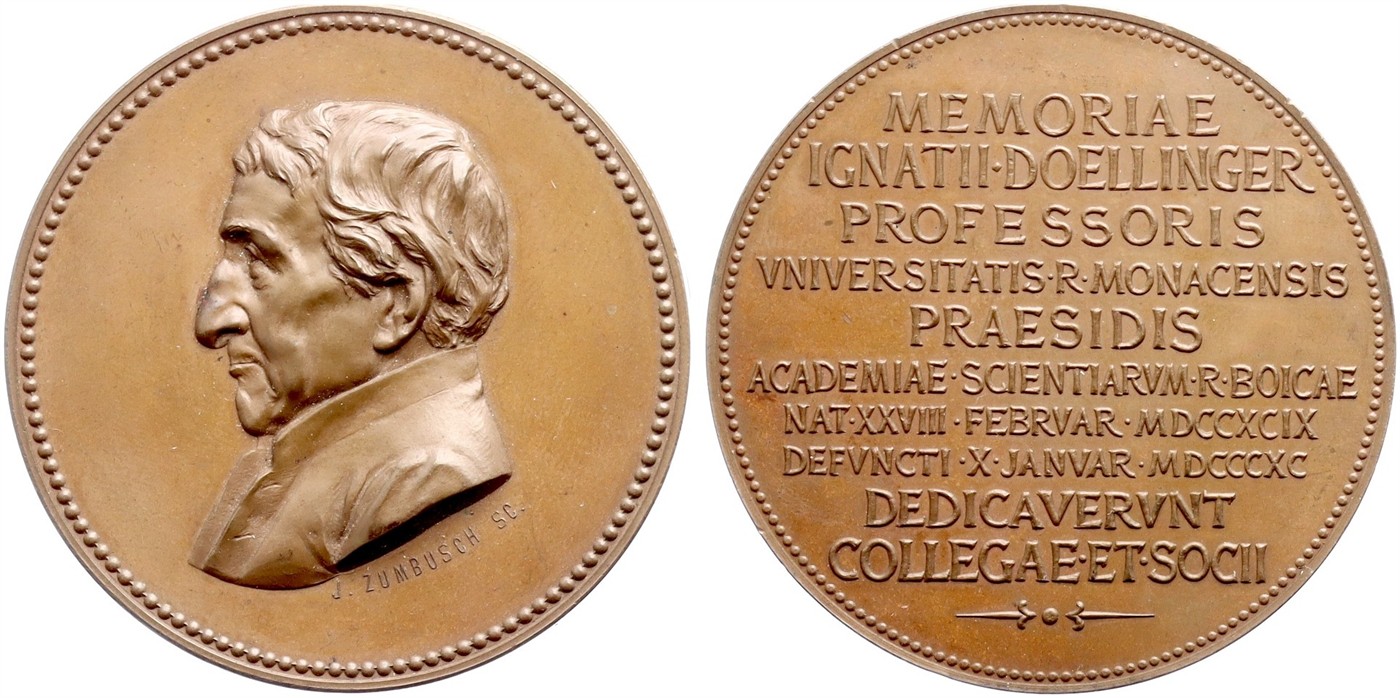 J. ZUMBUSCH SC.
MEMORIAE
IGNATII·DOELLINGER
PROFESSORIS
VNIVERSITATIS·R·MONACENSIS
PRAESIDIS
ACADEMIAE·SCIENTIARVM·R·BOICAE
NAT·XXVIII·FEBRVAR·MDCCXCIX
DEFVNCTI·X·JANVAR·MDCCCXC
DEDICAVERVNT
COLLEGAE·ET·SOCII